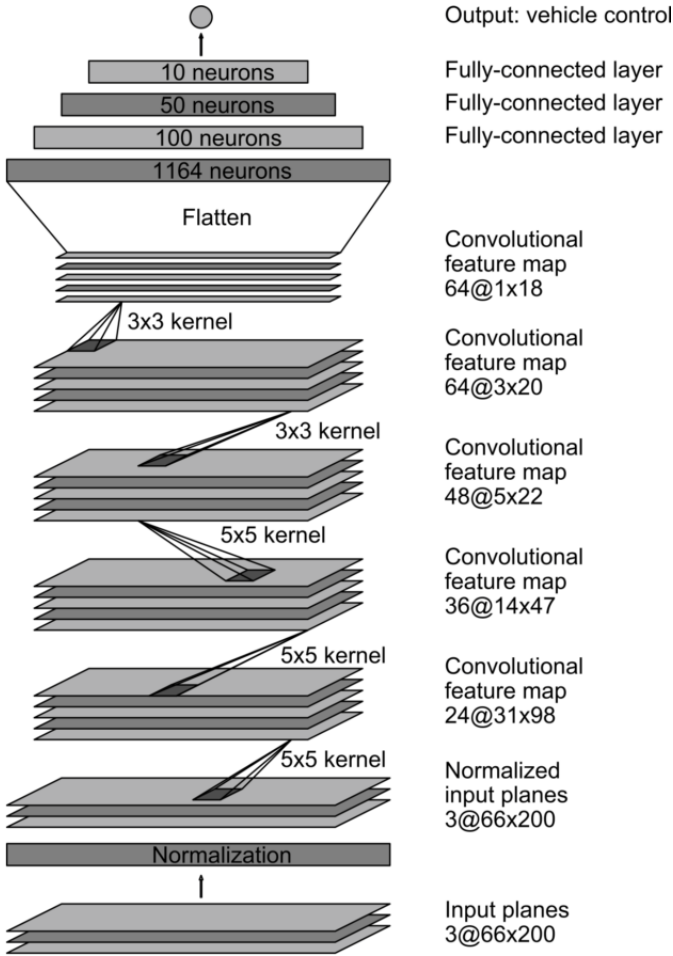 Output: vehicle control
10 neurons
Fully-connected layer
50 neurons
Fully-connected layer
100 neurons
Fully-connected layer
1164 neurons
Flatten
Convolutional
feature map
64@1x18
3x3 kernel
Convolutional
feature map
64@3x20
3x3 kernel
Convolutional
feature map
48@5x22
5x5 kernel
Convolutional
feature map
36@14x47
5x5 kernel
Convolutional
feature map
24@31x98
5x5 kernel
Normalized
input planes
3@66x200
Normalization
Input planes
3@66x200